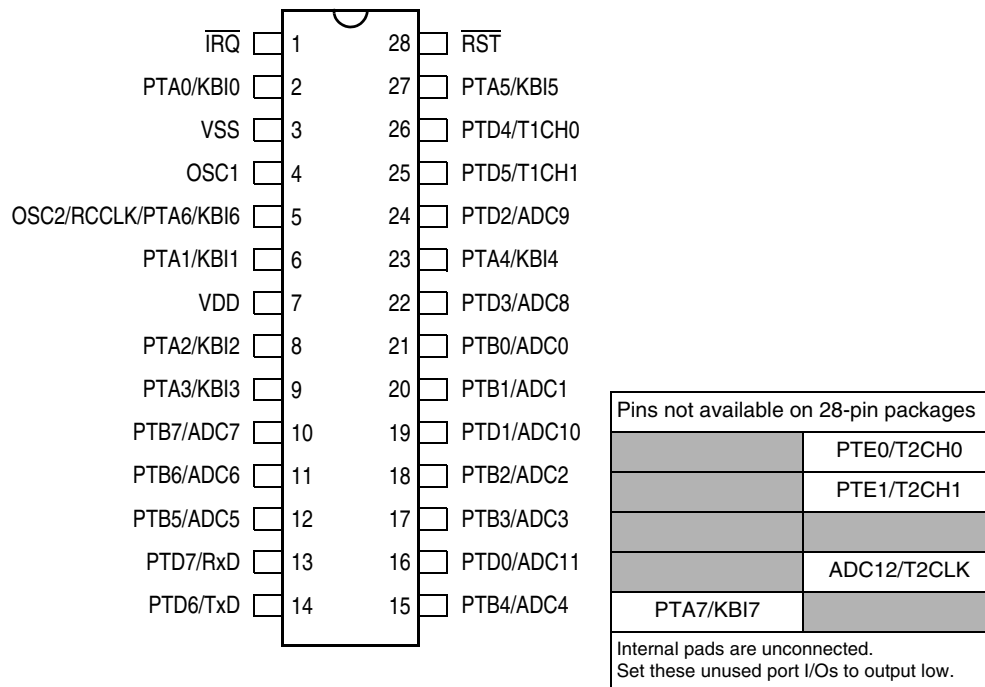 IRQ 1 28 RST
PTA0/KBI0 2 27 PTA5/KBI5
VSS 3 26 PTD4/T1CH0
OSC1 4 25 PTD5/T1CH1
OSC2/RCCLK/PTA6/KBI6 5 24 PTD2/ADC9
PTA1/KBI1 6 23 PTA4/KBI4
VDD 7 22 PTD3/ADC8
PTA2/KBI2 8 21 PTB0/ADC0
PTA3/KBI3 9 20 PTB1/ADC1
PTB7/ADC7 10 19 PTD1/ADC10
PTB6/ADC6 11 18 PTB2/ADC2
PTB5/ADC5 12 17 PTB3/ADC3
PTD7/RxD 13 16 PTD0/ADC11
PTD6/TxD 14 15 PTB4/ADC4
Pins not available on 28-pin packages
PTE0/T2CH0
PTE1/T2CH1
ADC12/T2CLK
PTA7/KBI7
Internal pads are unconnected.
Set these unused port I/Os to output low.